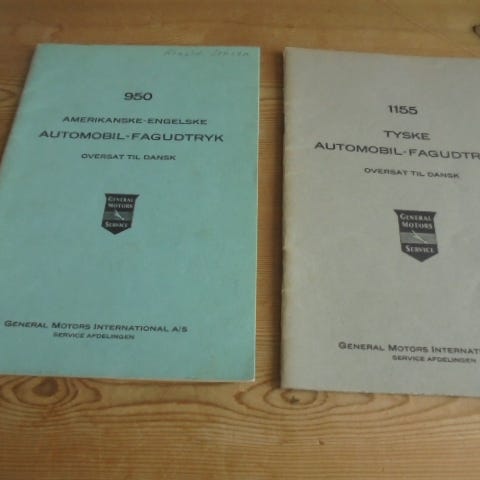 950
AMERIKANSKE-ENGELSKE
AUTOMOBIL-FAGUDTRYK
OVERSAT TIL DANSK
GENERAL
MOTORS
SERVICE
GENERAL MOTORS INTERNATIONAL A/S
SERVICE AFDELINGEN
1155
TYSKE
AUTOMOBIL-FAGUDTR
OVERSAT TIL DANSK
GENERAL
MOTORS
SERVICE
GENERAL MOTORS INTERNAT
SERVICE AFDELINGEN